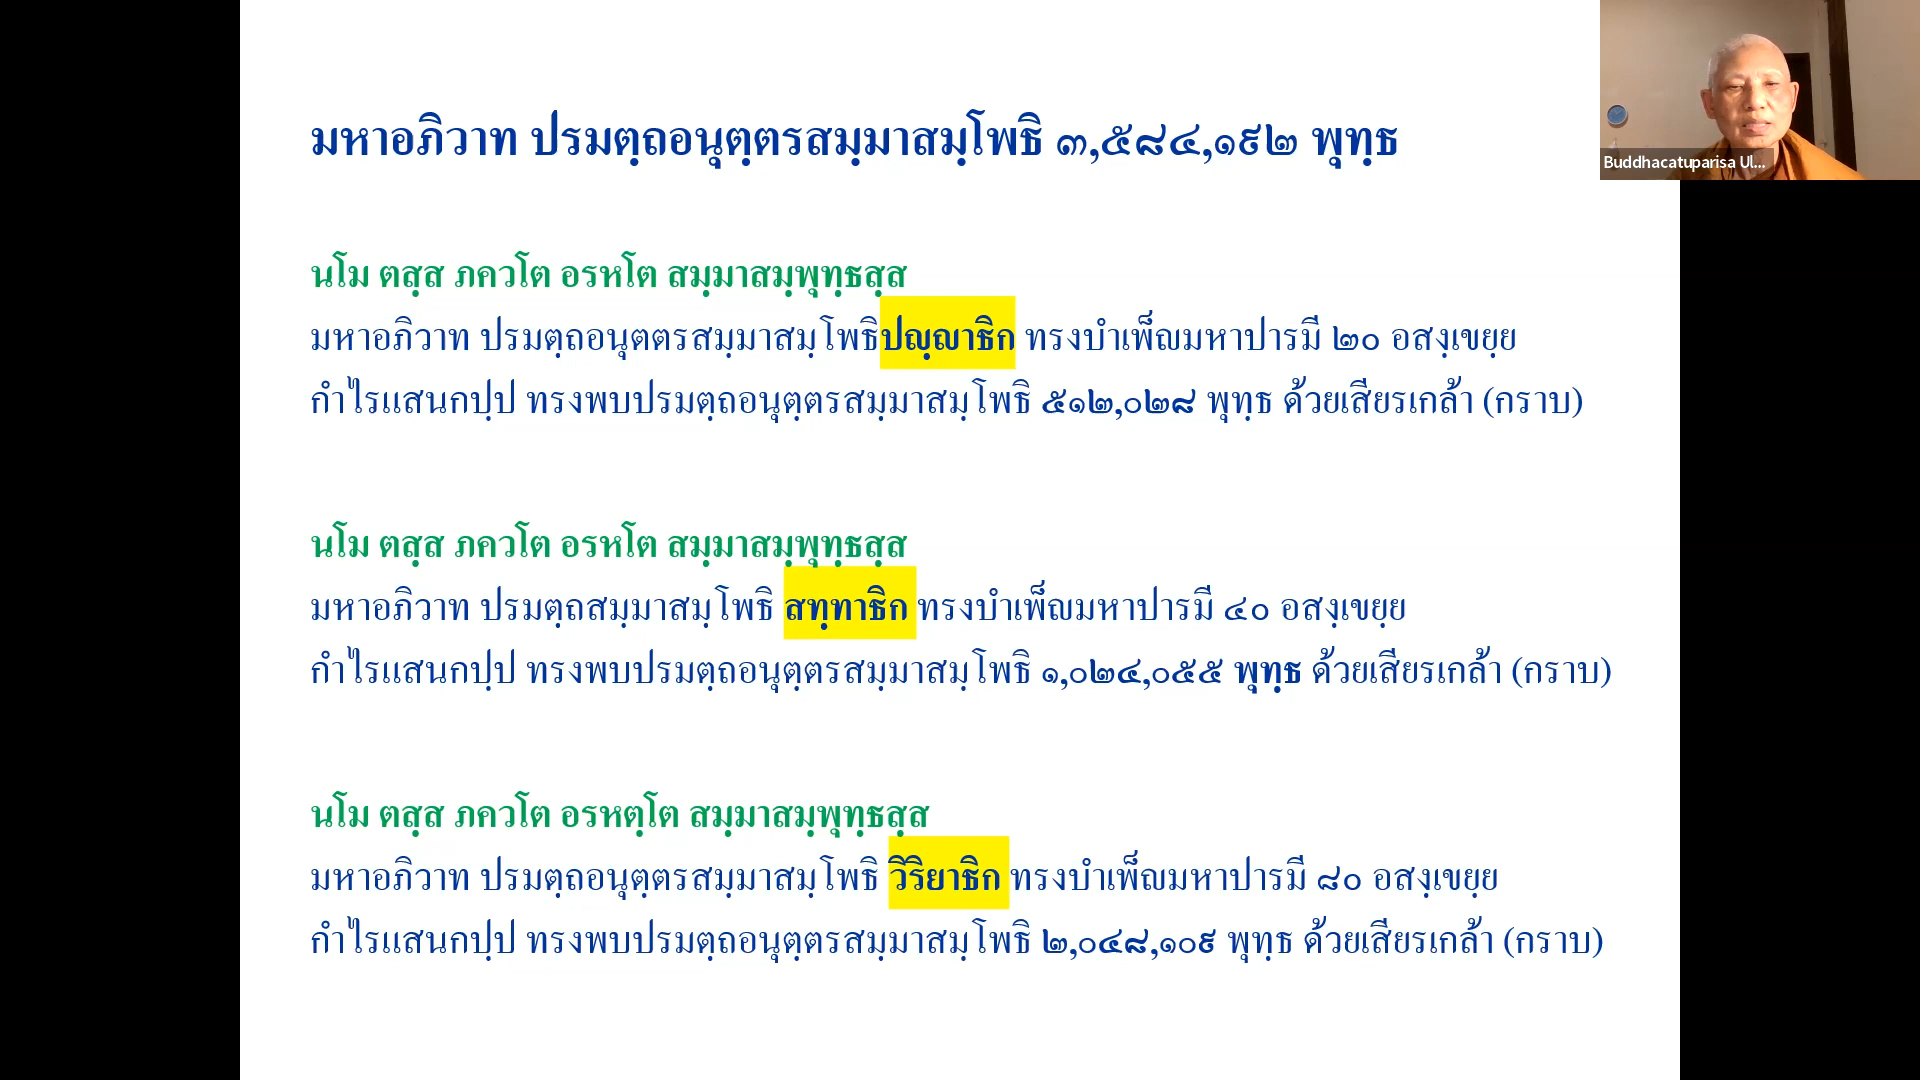 มหาอภิวาท ปรมตฺถอนุตฺตรสมฺมาสมฺโพธิ ๓,๕๘๔,๑๙๒ พุทฺธ
Buddhacatuparisa Ul...
นโม ตสฺส ภควโต อรหโต สมฺมาสมฺพุทฺธสฺส
มหาอภิวาท ปรมตฺถอนุตตรสมฺมาสมฺโพธิปญฺญาธิก ทรงบำเพ็ญมหาปารมี ๒๐ อสงฺเขยฺย
กำไรแสนกปฺป ทรงพบปรมตฺถอนุตฺตรสมฺมาสมฺโพธิ ๕๑๒,๐๒๘ พุทฺธ ด้วยเสียรเกล้า (กราบ)
นโม ตสฺส ภควโต อรหโต สมฺมาสมฺพุทฺธสฺส
มหาอภิวาท ปรมตฺถสมฺมาสมฺโพธิ สทฺทาธิก ทรงบำเพ็ญมหาปารมี ๔๐ อสงฺเขยฺย
กำไรแสนกปฺป ทรงพบปรมตฺถอนุตฺตรสมฺมาสมฺโพธิ ๑,๐๒๔,๐๕๕ พุทฺธ ด้วยเสียรเกล้า (กราบ)
นโม ตสฺส ภควโต อรหตฺโต สมฺมาสมฺพุทฺธสฺส
มหาอภิวาท ปรมตฺถอนุตฺตรสมฺมาสมฺโพธิ วิริยาธิก ทรงบำเพ็ญมหาปารมี ๘๐ อสงฺเขยฺย
กำไรแสนกปฺป ทรงพบปรมตฺถอนุตฺตรสมฺมาสมฺโพธิ ๒,๐๔๘,๑๐๙ พุทฺธ ด้วยเสียรเกล้า (กราบ)